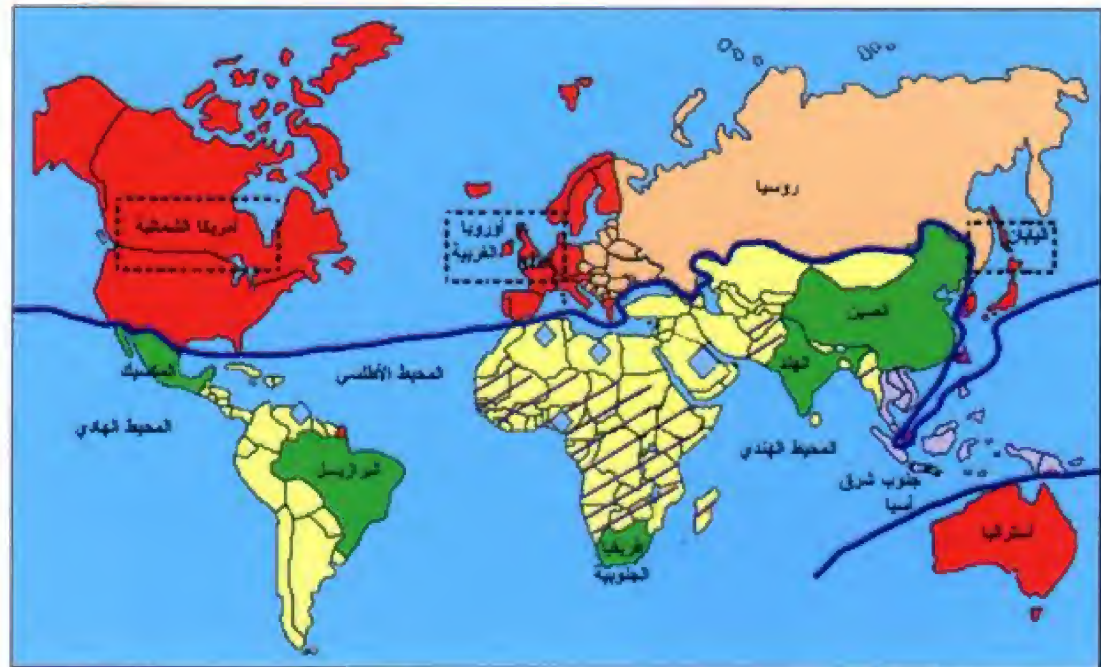 روسيا
أمريكا الشمالية
أوروبا
الغربية
اليابان
الصين
الهند
المكسيك
المحيط الأطلسي
المحيط الهادي
البرازيل
المحيط الهندي
جنوب شرق
آسيا
إفريقيا
الجنوبية
أستراليا